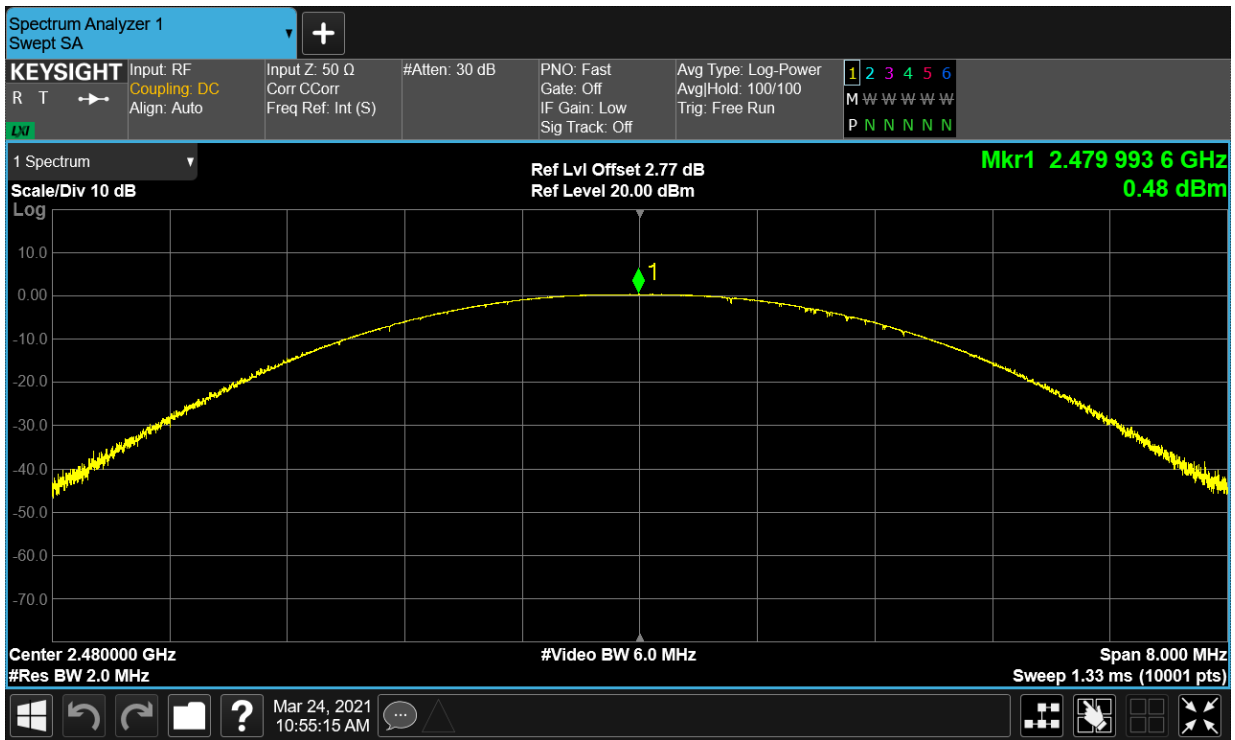 Spectrum Analyzer 1
Swept SA
+
KEYSIGHT
R T
LXI
Input: RF
Coupling: DC
Align: Auto
Input Z: 50 Ω
Corr CCorr
Freq Ref: Int (S)
#Atten: 30 dB
PNO: Fast
Gate: Off
IF Gain: Low
Sig Track: Off
Avg Type: Log-Power
Avg|Hold: 100/100
Trig: Free Run
1 2 3 4 5 6
M W W W W W
P N N N N N
1 Spectrum
Scale/Div 10 dB
Log
Ref Lvl Offset 2.77 dB
Ref Level 20.00 dBm
Mkr1 2.479 993 6 GHz
0.48 dBm
1
10.0
0.00
-10.0
-20.0
-30.0
-40.0
-50.0
-60.0
-70.0
Center 2.480000 GHz
#Res BW 2.0 MHz
#Video BW 6.0 MHz
Span 8.000 MHz
Sweep 1.33 ms (10001 pts)
?
Mar 24, 2021
10:55:15 AM